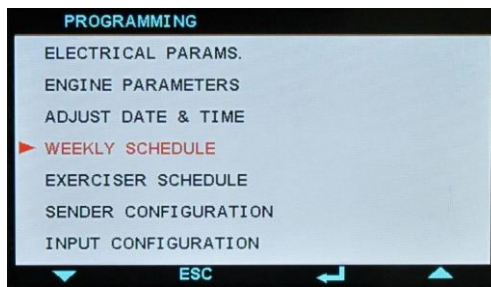 PROGRAMMING
ELECTRICAL PARAMS.
ENGINE PARAMETERS
ADJUST DATE & TIME
WEEKLY SCHEDULE
EXERCISER SCHEDULE
SENDER CONFIGURATION
INPUT CONFIGURATION
ESC